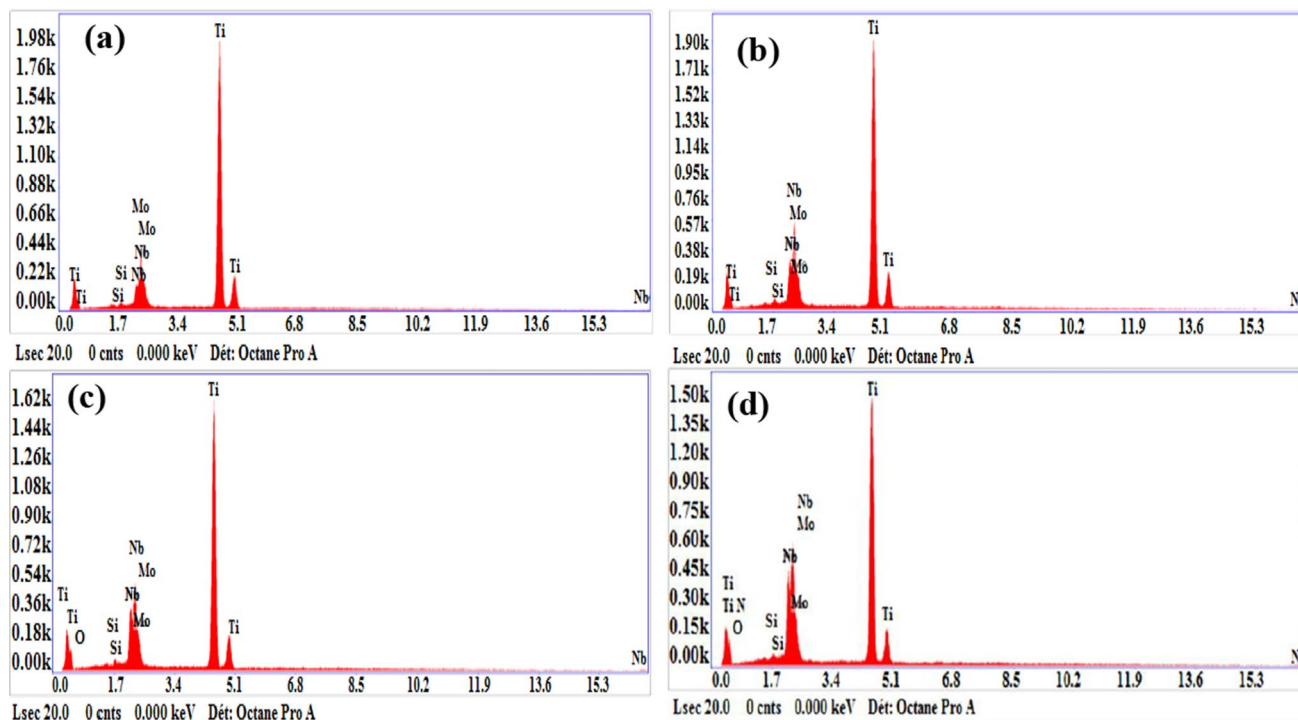 (a)
Ti
1.98k
1.76k
1.54k
1.32k
1.10k
0.88k
0.66k
0.44k
0.22k
0.00k
Mo
Mo
Nb
Nb
Si
Si
Ti
Ti
Ti
Nb
0.0 1.7 3.4 5.1 6.8 8.5 10.2 11.9 13.6 15.3
Lsec 20.0 0 cnts 0.000 keV Dét: Octane Pro A
(b)
Ti
1.90k
1.71k
1.52k
1.33k
1.14k
0.95k
0.76k
0.57k
0.38k
0.19k
0.00k
Nb
Mo
Nb
Mo
Si
Si
Ti
Ti
Ti
N
0.0 1.7 3.4 5.1 6.8 8.5 10.2 11.9 13.6 15.3
Lsec 20.0 0 cnts 0.000 keV Dét: Octane Pro A
(c)
Ti
1.62k
1.44k
1.26k
1.08k
0.90k
0.72k
0.54k
0.36k
0.18k
0.00k
Nb
Mo
Nb
Mo
Ti
Ti
O
Si
Si
Ti
Nb
0.0 1.7 3.4 5.1 6.8 8.5 10.2 11.9 13.6 15.3
Lsec 20.0 0 cnts 0.000 keV Dét: Octane Pro A
(d)
Ti
1.50k
1.35k
1.20k
0.90k
0.75k
0.60k
0.45k
0.30k
0.15k
0.00k
Nb
Mo
Nb
Mo
Ti
Ti N
O
Si
Si
Ti
N
0.0 1.7 3.4 5.1 6.8 8.5 10.2 11.9 13.6 15.3
Lsec 20.0 0 cnts 0.000 keV Dét: Octane Pro A